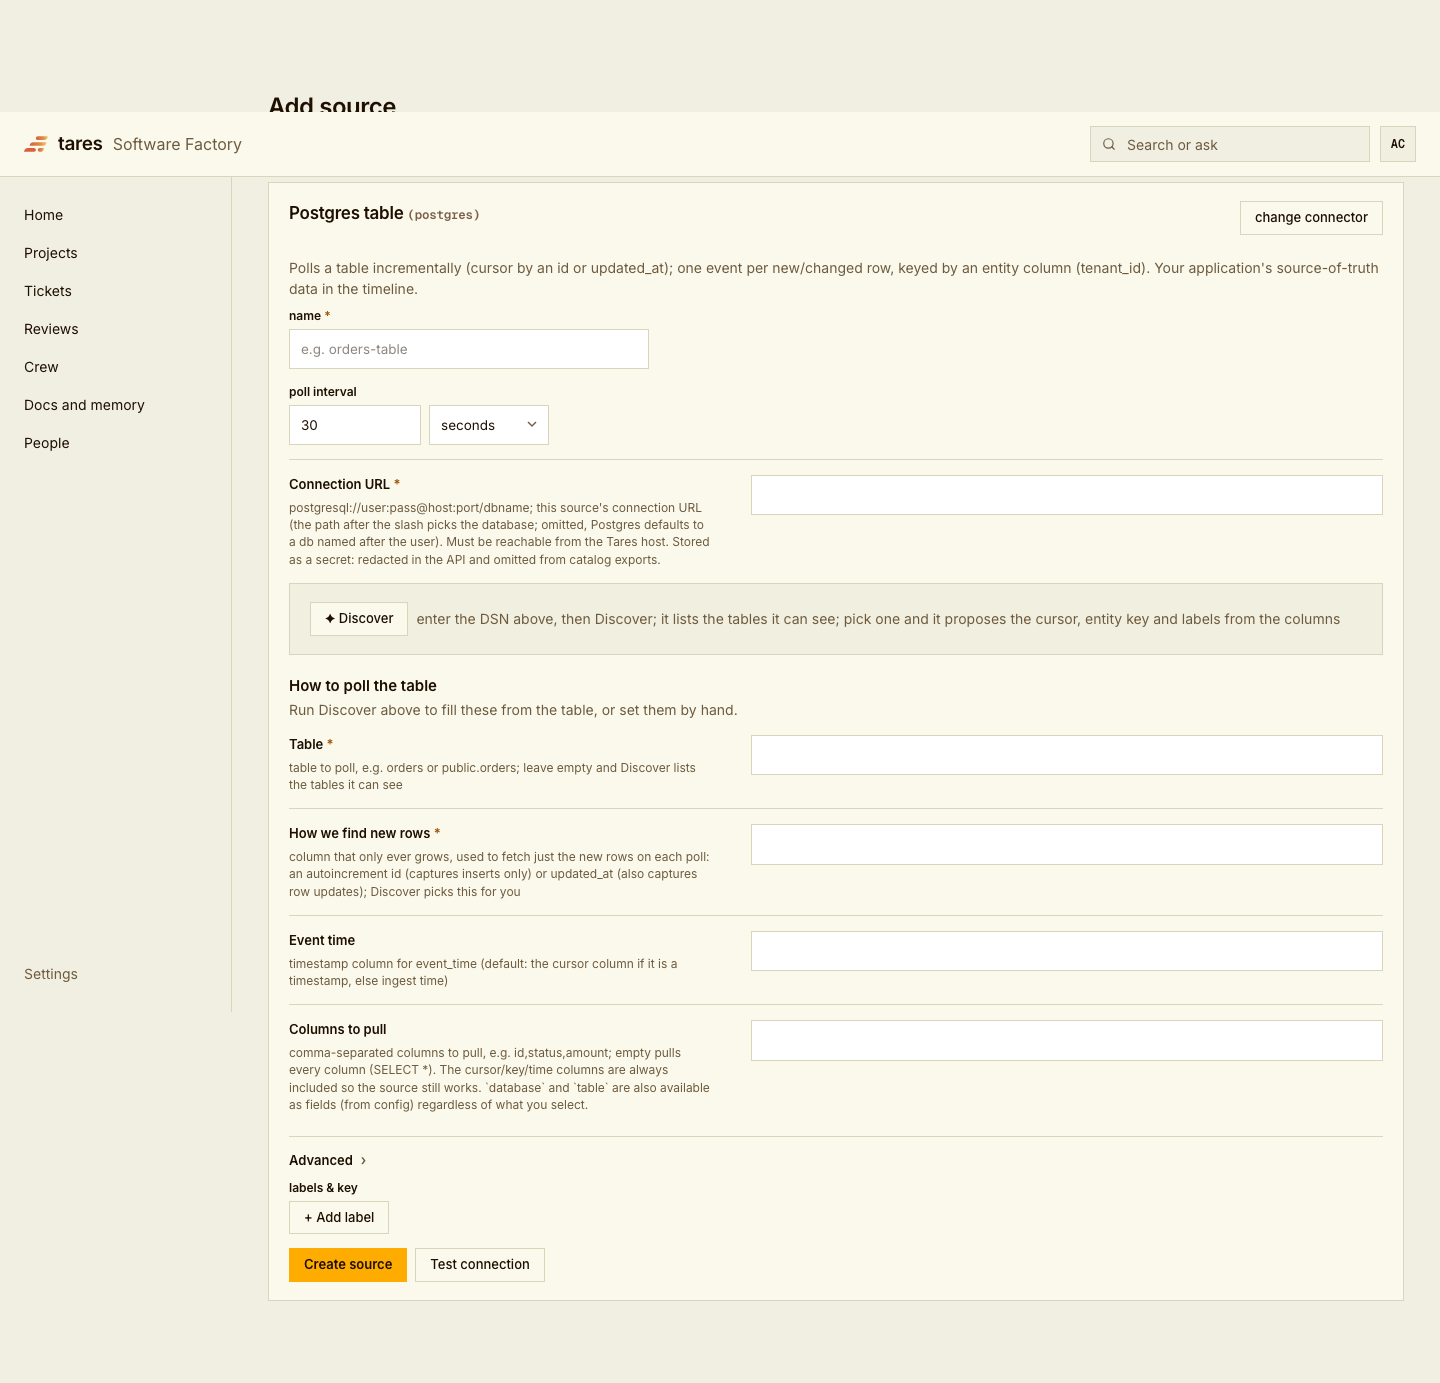 Add source
tares Software Factory
Search or ask
AC
Home
Projects
Tickets
Reviews
Crew
Docs and memory
People
Settings
Postgres table (postgres)
change connector
Polls a table incrementally (cursor by an id or updated_at); one event per new/changed row, keyed by an entity column (tenant_id). Your application's source-of-truth
data in the timeline.
name *
e.g. orders-table
poll interval
30
seconds
Connection URL *
postgresql://user:pass@host:port/dbname; this source's connection URL
(the path after the slash picks the database; omitted, Postgres defaults to
a db named after the user). Must be reachable from the Tares host. Stored
as a secret: redacted in the API and omitted from catalog exports.
✦ Discover
enter the DSN above, then Discover; it lists the tables it can see; pick one and it proposes the cursor, entity key and labels from the columns
How to poll the table
Run Discover above to fill these from the table, or set them by hand.
Table *
table to poll, e.g. orders or public.orders; leave empty and Discover lists
the tables it can see
How we find new rows *
column that only ever grows, used to fetch just the new rows on each poll:
an autoincrement id (captures inserts only) or updated_at (also captures
row updates); Discover picks this for you
Event time
timestamp column for event_time (default: the cursor column if it is a
timestamp, else ingest time)
Columns to pull
comma-separated columns to pull, e.g. id,status,amount; empty pulls
every column (SELECT *). The cursor/key/time columns are always
included so the source still works. `database` and `table` are also available
as fields (from config) regardless of what you select.
Advanced ›
labels & key
+ Add label
Create source
Test connection